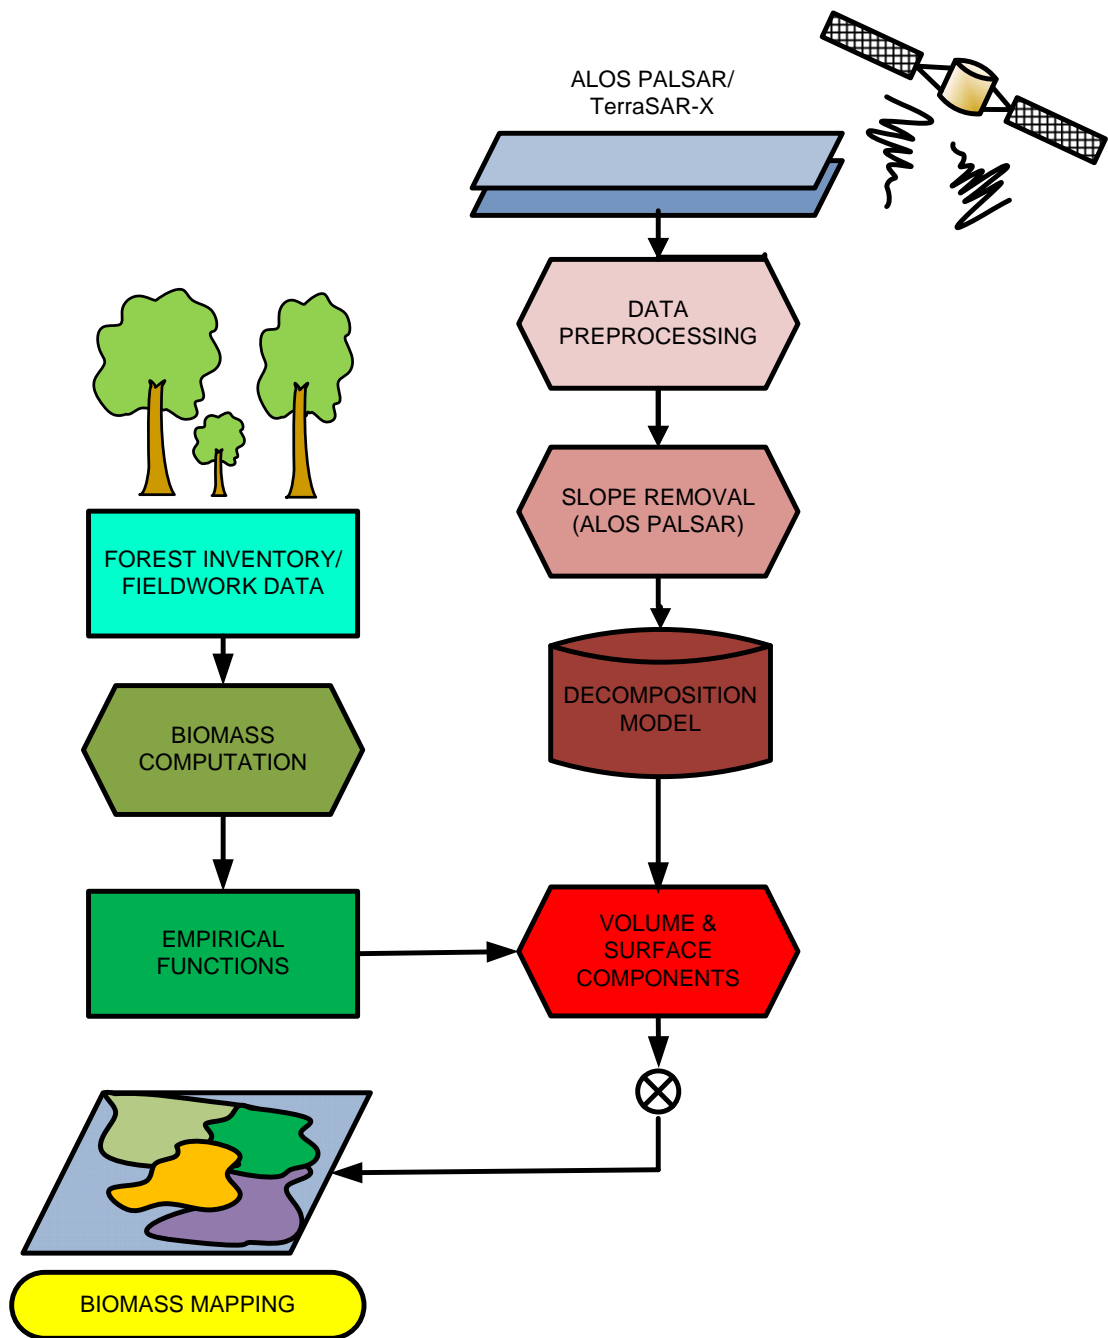 ALOS PALSAR/
TerraSAR-X
DATA
PREPROCESSING
SLOPE REMOVAL
(ALOS PALSAR)
FOREST INVENTORY/
FIELDWORK DATA
DECOMPOSITION
MODEL
BIOMASS
COMPUTATION
EMPIRICAL
FUNCTIONS
VOLUME &
SURFACE
COMPONENTS
BIOMASS MAPPING